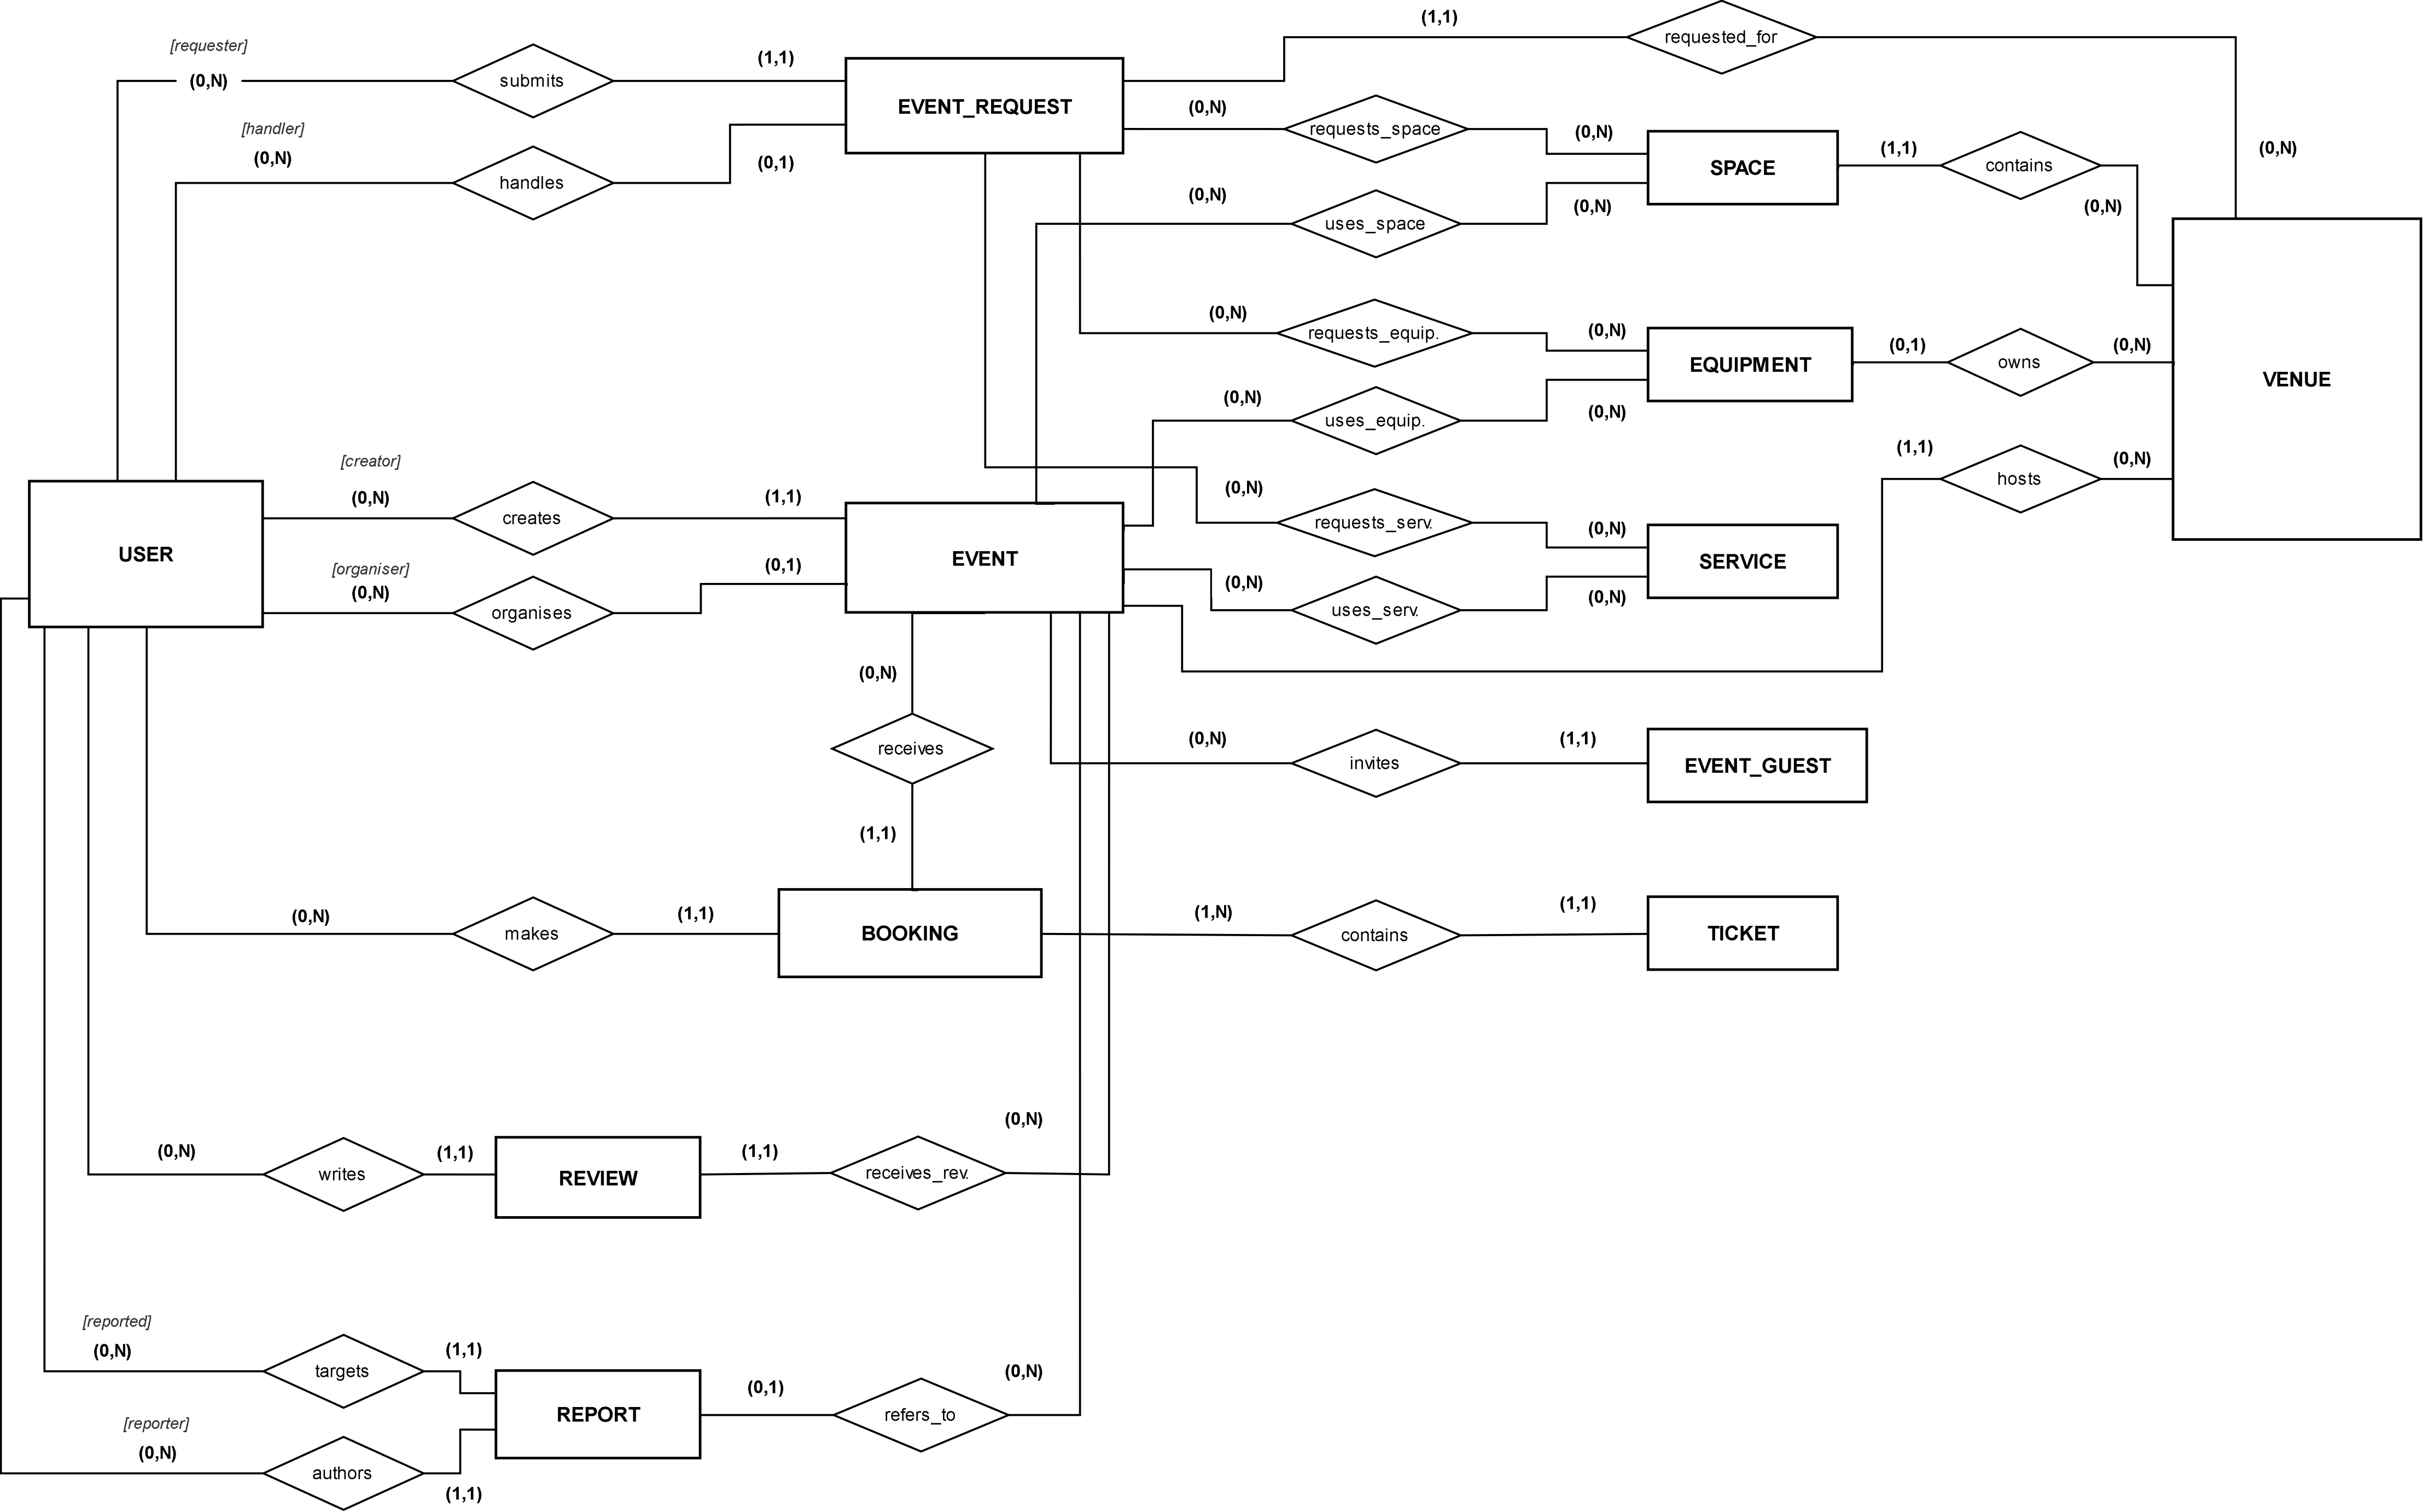 (1,1)
requested_for
[requester]
(0,N)
submits
(1,1)
EVENT_REQUEST
(0,N)
requests_space
(0,N)
SPACE
(1,1)
contains
(0,N)
(0,N)
[handler]
(0,N)
handles
(0,1)
(0,N)
uses_space
(0,N)
(0,N)
requests_equip.
(0,N)
EQUIPMENT
(0,1)
owns
(0,N)
VENUE
(0,N)
uses_equip.
(0,N)
(1,1)
hosts
(0,N)
[creator]
(0,N)
creates
(1,1)
USER
EVENT
(0,N)
requests_serv.
(0,N)
SERVICE
[organiser]
(0,N)
organises
(0,1)
(0,N)
uses_serv.
(0,N)
(0,N)
receives
(1,1)
(0,N)
invites
(1,1)
EVENT_GUEST
(0,N)
makes
(1,1)
BOOKING
(1,N)
contains
(1,1)
TICKET
(0,N)
writes
(1,1)
REVIEW
(1,1)
receives_rev.
(0,N)
[reported]
(0,N)
targets
(1,1)
REPORT
(0,1)
refers_to
(0,N)
[reporter]
(0,N)
authors
(1,1)